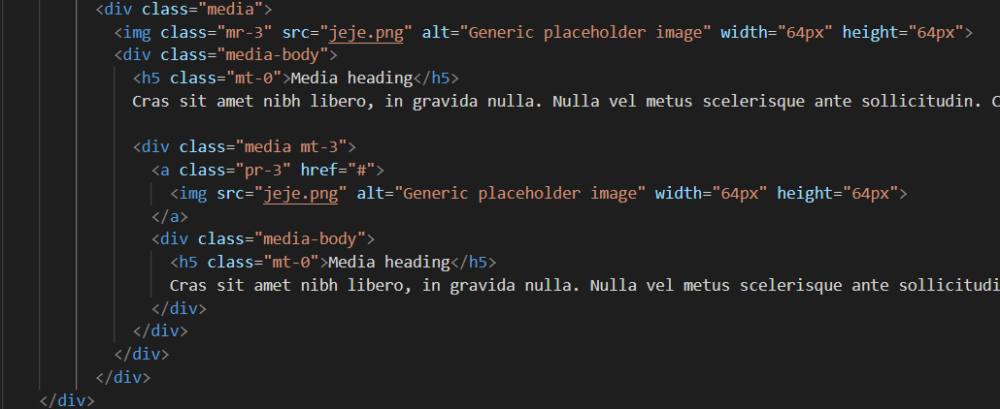 <div class="media">
<img class="mr-3" src="jeje.png" alt="Generic placeholder image" width="64px" height="64px">
<div class="media-body">
<h5 class="mt-0">Media heading</h5>
Cras sit amet nibh libero, in gravida nulla. Nulla vel metus scelerisque ante sollicitudin. C
<div class="media mt-3">
<a class="pr-3" href="#">
<img src="jeje.png" alt="Generic placeholder image" width="64px" height="64px">
</a>
<div class="media-body">
<h5 class="mt-0">Media heading</h5>
Cras sit amet nibh libero, in gravida nulla. Nulla vel metus scelerisque ante sollicitudi
</div>
</div>
</div>
</div>
</div>